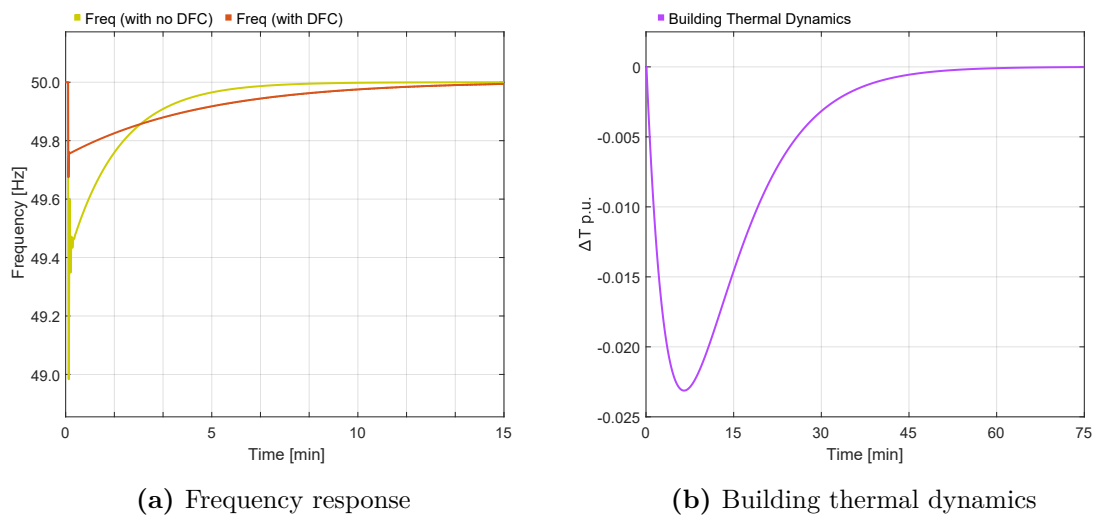 Freq (with no DFC) Freq (with DFC)
50.0
49.8
49.6
49.4
49.2
49.0
Frequency [Hz]
0 5 10 15
Time [min]
(a) Frequency response
Building Thermal Dynamics
0
-0.005
-0.010
-0.015
-0.020
-0.025
ΔT p.u.
0 15 30 45 60 75
Time [min]
(b) Building thermal dynamics